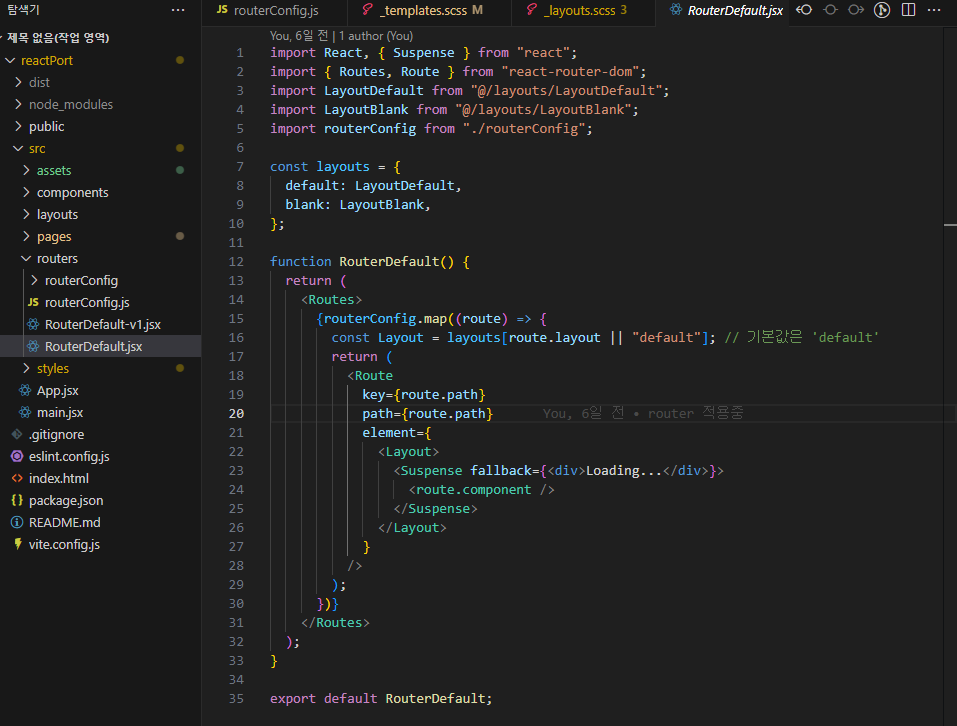 탐색기 ···
JS routerConfig.js
_templates.scss M
_layouts.scss 3
RouterDefault.jsx
···
제목 없음(작업 영역)
reactPort
dist
node_modules
public
src
assets
components
layouts
pages
routers
routerConfig
JS routerConfig.js
RouterDefault-v1.jsx
RouterDefault.jsx
styles
App.jsx
main.jsx
.gitignore
eslint.config.js
<> index.html
{} package.json
README.md
vite.config.js
You, 6일 전 | 1 author (You)
1 import React, { Suspense } from "react";
2 import { Routes, Route } from "react-router-dom";
3 import LayoutDefault from "@/layouts/LayoutDefault";
4 import LayoutBlank from "@/layouts/LayoutBlank";
5 import routerConfig from "./routerConfig";
6
7 const layouts = {
8 default: LayoutDefault,
9 blank: LayoutBlank,
10 };
11
12 function RouterDefault() {
13 return (
14 <Routes>
15 {routerConfig.map((route) => {
16 const Layout = layouts[route.layout || "default"]; // 기본값은 'default'
17 return (
18 <Route
19 key={route.path}
20 path={route.path} You, 6일 전 • router 적용중
21 element={
22 <Layout>
23 <Suspense fallback={<div>Loading...</div>}>
24 <route.component />
25 </Suspense>
26 </Layout>
27 }
28 />
29 );
30 })}
31 </Routes>
32 );
33 }
34
35 export default RouterDefault;